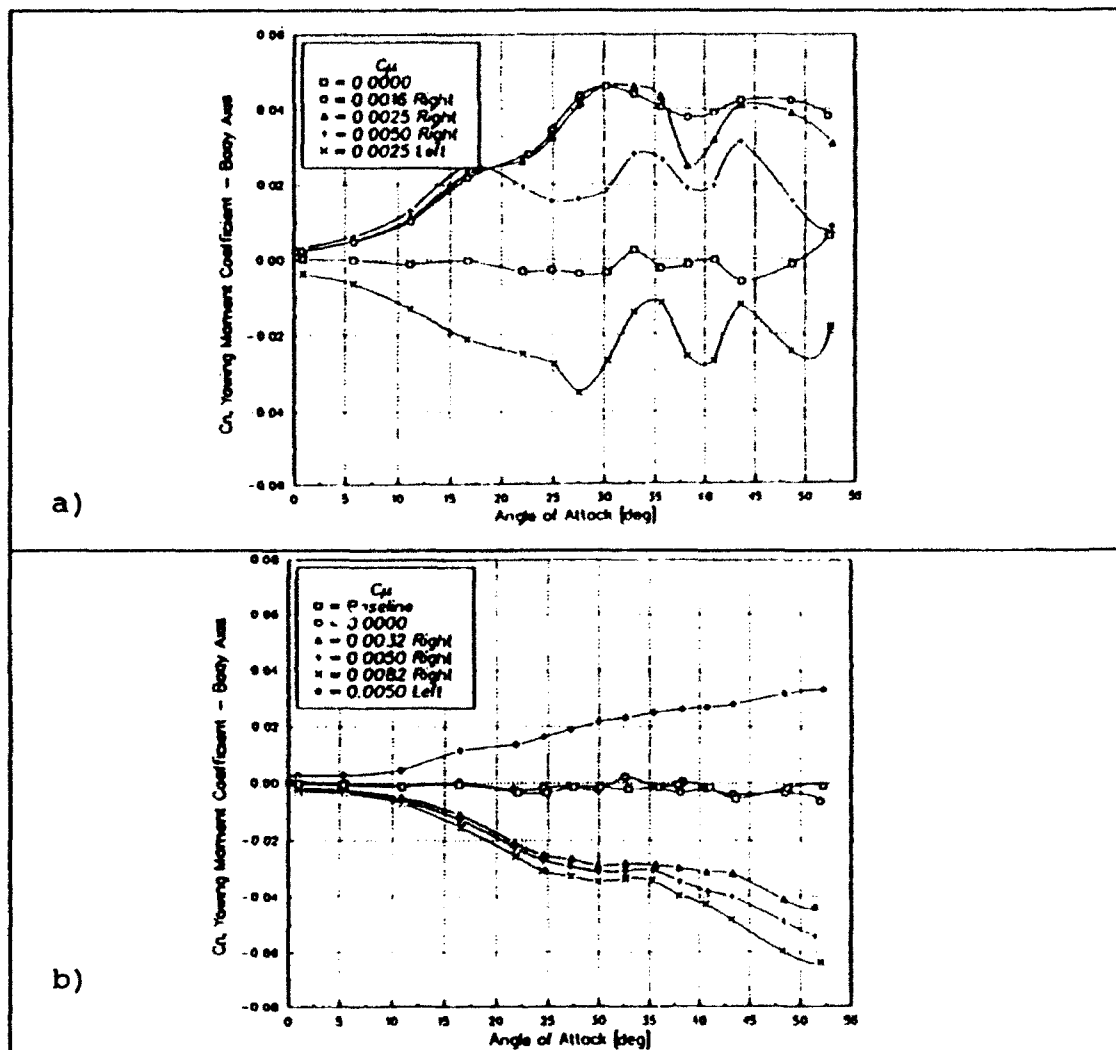 a)
Cn, Yawing Moment Coefficient - Body Axis
0.06
0.04
0.02
0.00
-0.02
-0.04
-0.06
Cμ
□ = 0.0000
○ = 0.0016 Right
△ = 0.0025 Right
+ = 0.0050 Right
× = 0.0025 Left
0 5 10 15 20 25 30 35 40 45 50 55
Angle of Attack [deg]
b)
Cn, Yawing Moment Coefficient - Body Axis
0.08
0.06
0.04
0.02
0.00
-0.02
-0.04
-0.06
-0.08
Cμ
□ = Baseline
○ = 0.0000
△ = 0.0032 Right
+ = 0.0050 Right
× = 0.0082 Right
◇ = 0.0050 Left
0 5 10 15 20 25 30 35 40 45 50 55
Angle of Attack [deg]